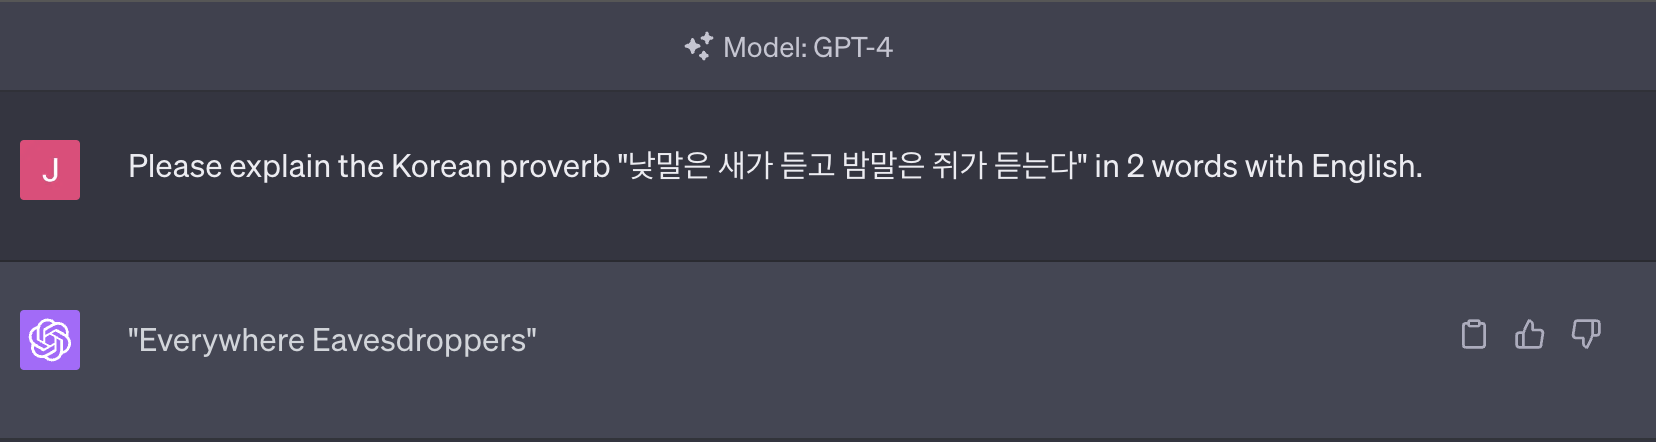 Model: GPT-4
J
Please explain the Korean proverb "낮말은 새가 듣고 밤말은 쥐가 듣는다" in 2 words with English.
"Everywhere Eavesdroppers"